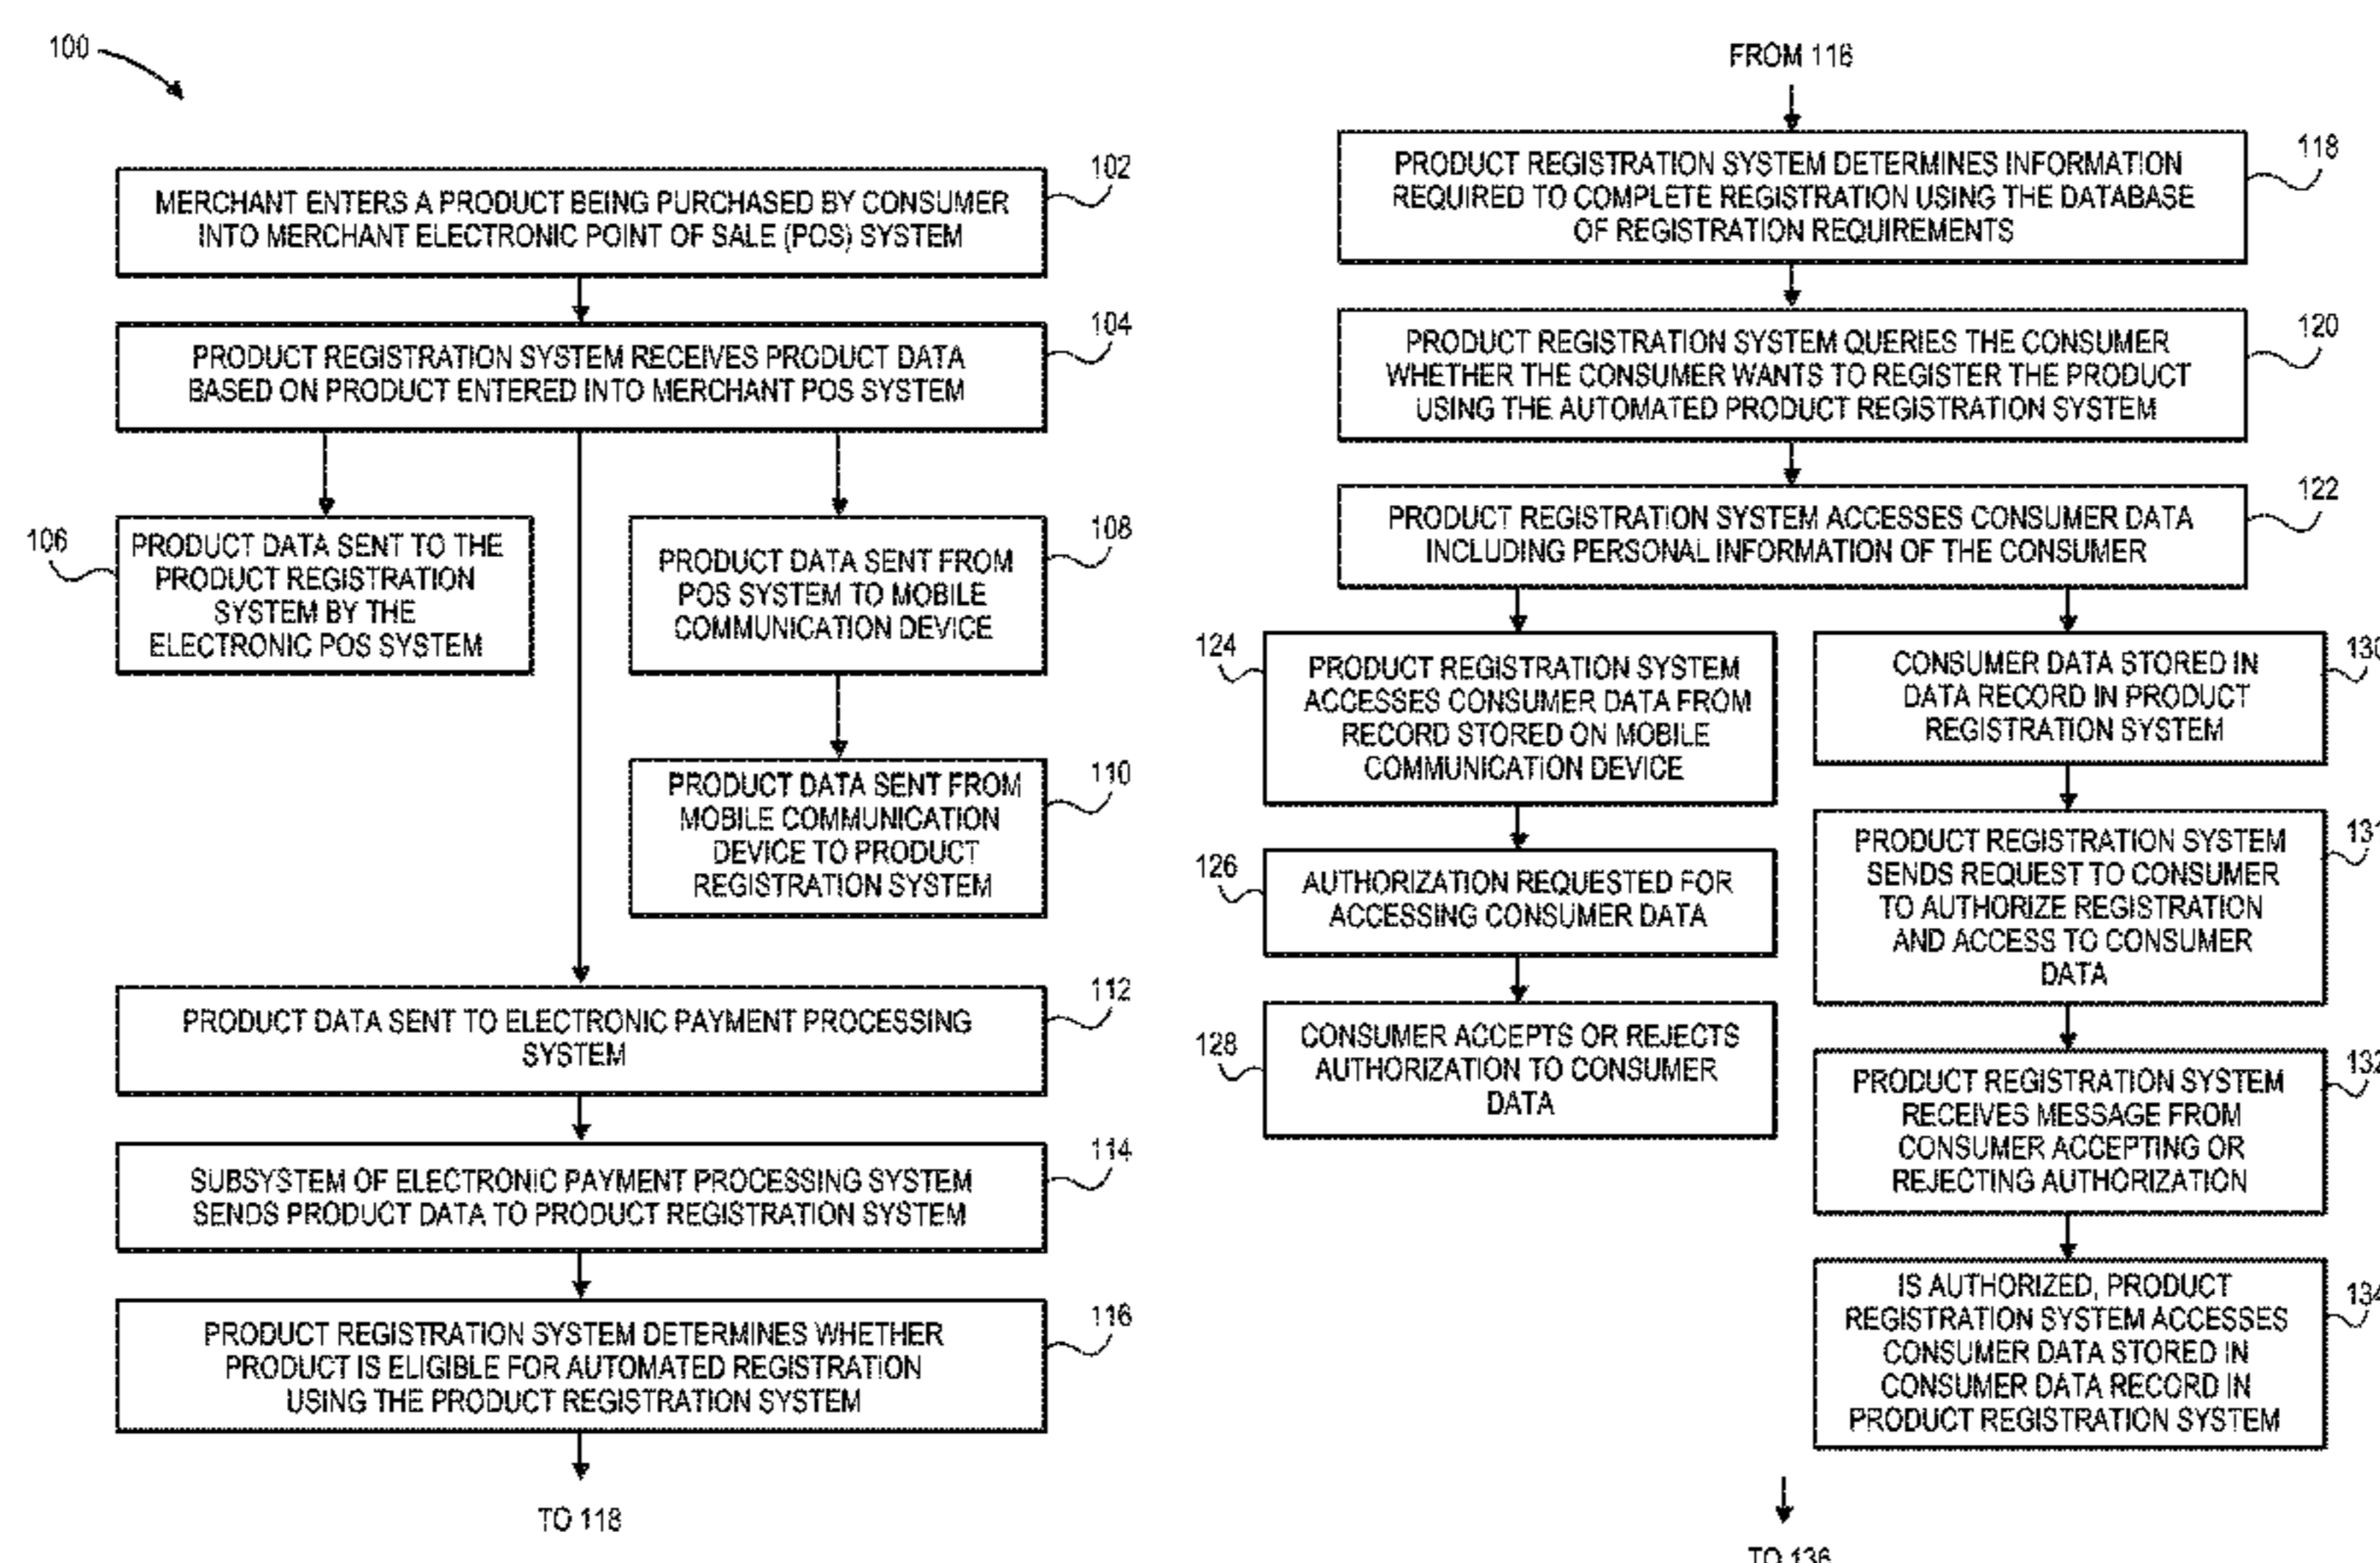 100
102
MERCHANT ENTERS A PRODUCT BEING PURCHASED BY CONSUMER
INTO MERCHANT ELECTRONIC POINT OF SALE (POS) SYSTEM
104
PRODUCT REGISTRATION SYSTEM RECEIVES PRODUCT DATA
BASED ON PRODUCT ENTERED INTO MERCHANT POS SYSTEM
106
PRODUCT DATA SENT TO THE
PRODUCT REGISTRATION
SYSTEM BY THE
ELECTRONIC POS SYSTEM
108
PRODUCT DATA SENT FROM
POS SYSTEM TO MOBILE
COMMUNICATION DEVICE
110
PRODUCT DATA SENT FROM
MOBILE COMMUNICATION
DEVICE TO PRODUCT
REGISTRATION SYSTEM
112
PRODUCT DATA SENT TO ELECTRONIC PAYMENT PROCESSING
SYSTEM
114
SUBSYSTEM OF ELECTRONIC PAYMENT PROCESSING SYSTEM
SENDS PRODUCT DATA TO PRODUCT REGISTRATION SYSTEM
116
PRODUCT REGISTRATION SYSTEM DETERMINES WHETHER
PRODUCT IS ELIGIBLE FOR AUTOMATED REGISTRATION
USING THE PRODUCT REGISTRATION SYSTEM
TO 118
FROM 116
118
PRODUCT REGISTRATION SYSTEM DETERMINES INFORMATION
REQUIRED TO COMPLETE REGISTRATION USING THE DATABASE
OF REGISTRATION REQUIREMENTS
120
PRODUCT REGISTRATION SYSTEM QUERIES THE CONSUMER
WHETHER THE CONSUMER WANTS TO REGISTER THE PRODUCT
USING THE AUTOMATED PRODUCT REGISTRATION SYSTEM
122
PRODUCT REGISTRATION SYSTEM ACCESSES CONSUMER DATA
INCLUDING PERSONAL INFORMATION OF THE CONSUMER
124
PRODUCT REGISTRATION SYSTEM
ACCESSES CONSUMER DATA FROM
RECORD STORED ON MOBILE
COMMUNICATION DEVICE
126
AUTHORIZATION REQUESTED FOR
ACCESSING CONSUMER DATA
128
CONSUMER ACCEPTS OR REJECTS
AUTHORIZATION TO CONSUMER
DATA
130
CONSUMER DATA STORED IN
DATA RECORD IN PRODUCT
REGISTRATION SYSTEM
131
PRODUCT REGISTRATION SYSTEM
SENDS REQUEST TO CONSUMER
TO AUTHORIZE REGISTRATION
AND ACCESS TO CONSUMER
DATA
132
PRODUCT REGISTRATION SYSTEM
RECEIVES MESSAGE FROM
CONSUMER ACCEPTING OR
REJECTING AUTHORIZATION
134
IS AUTHORIZED, PRODUCT
REGISTRATION SYSTEM ACCESSES
CONSUMER DATA STORED IN
CONSUMER DATA RECORD IN
PRODUCT REGISTRATION SYSTEM
TO 136